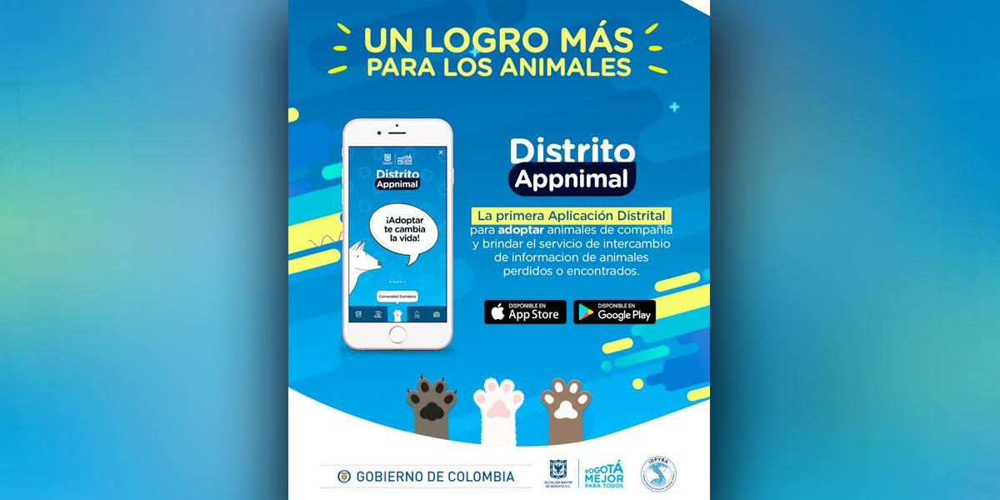 UN LOGRO MÁS
PARA LOS ANIMALES
BOGOTÁ
MEJOR
PARA TODOS
Distrito
Appnimal
¡Adoptar
te cambia
la vida!
Comunidad Zoolidaria
Distrito
Appnimal
La primera Aplicación Distrital
para adoptar animales de compañía
y brindar el servicio de intercambio
de informacion de animales
perdidos o encontrados.
DISPONIBLE EN
App Store
DISPONIBLE EN
Google Play
GOBIERNO DE COLOMBIA
ALCALDÍA MAYOR
DE BOGOTÁ D.C.
BOGOTÁ
MEJOR
PARA TODOS
IDPYBA